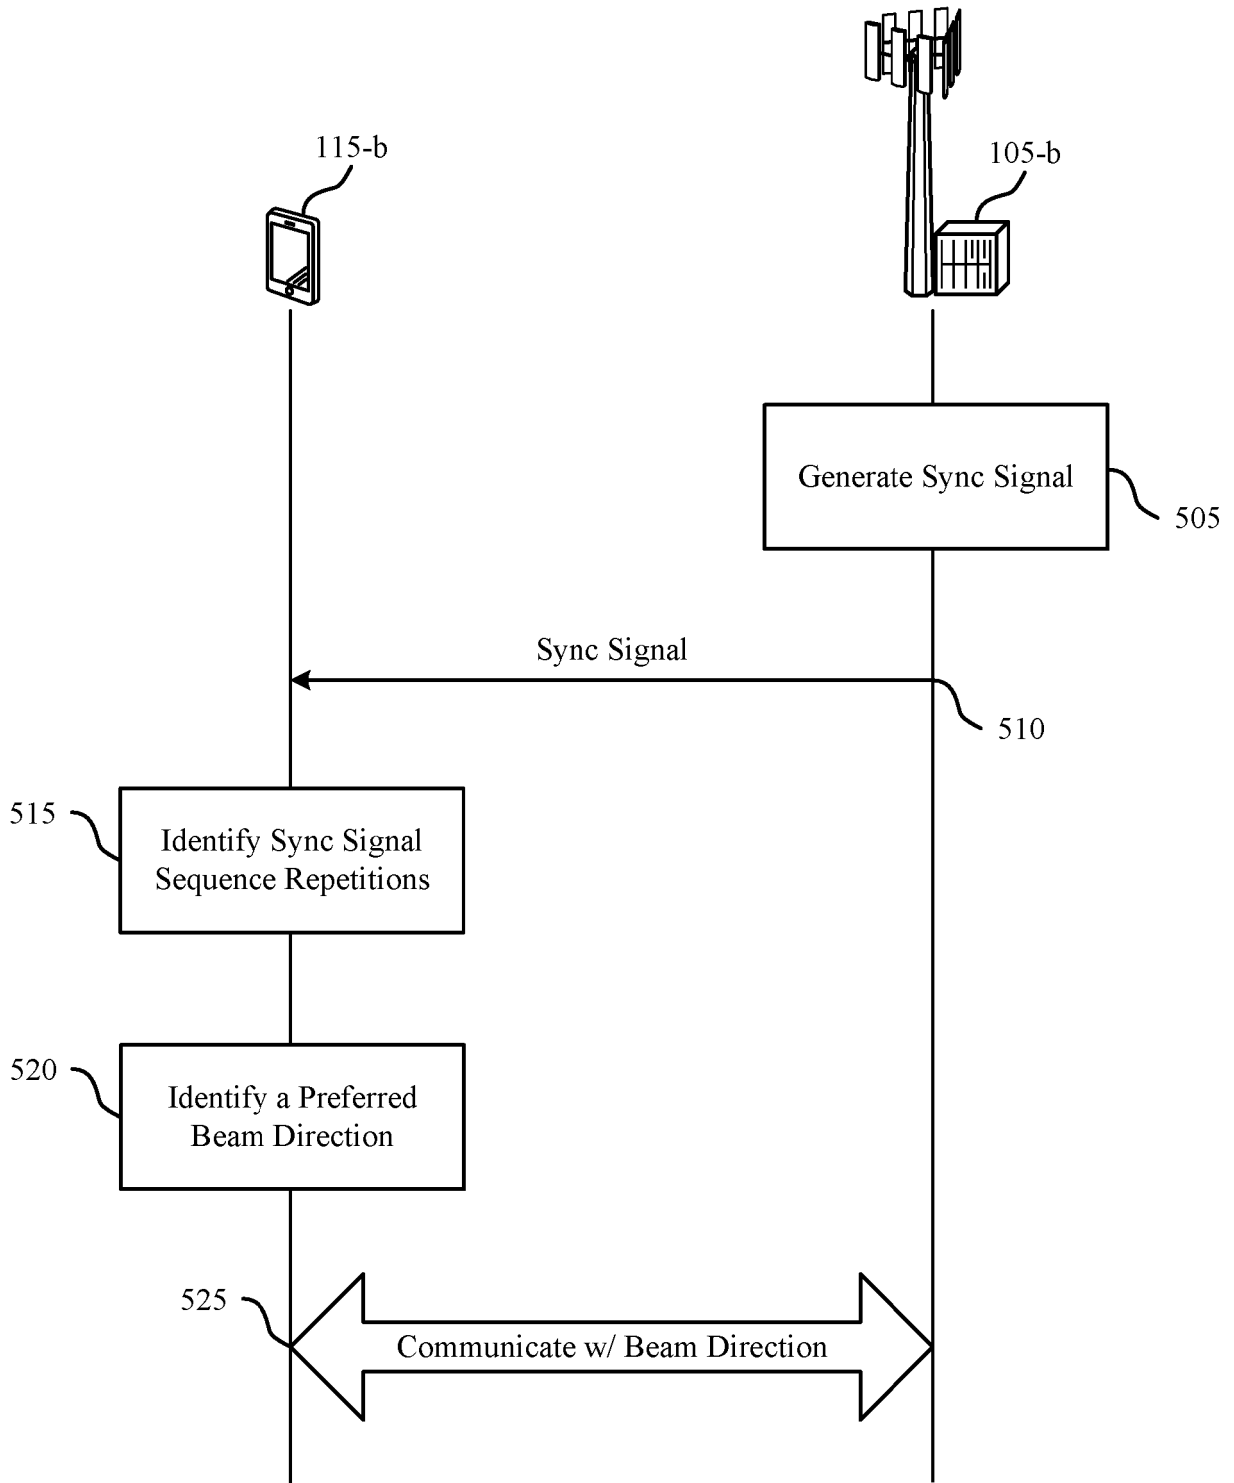 115-b
105-b
Generate Sync Signal
505
Sync Signal
510
515
Identify Sync Signal
Sequence Repetitions
520
Identify a Preferred
Beam Direction
525
Communicate w/ Beam Direction